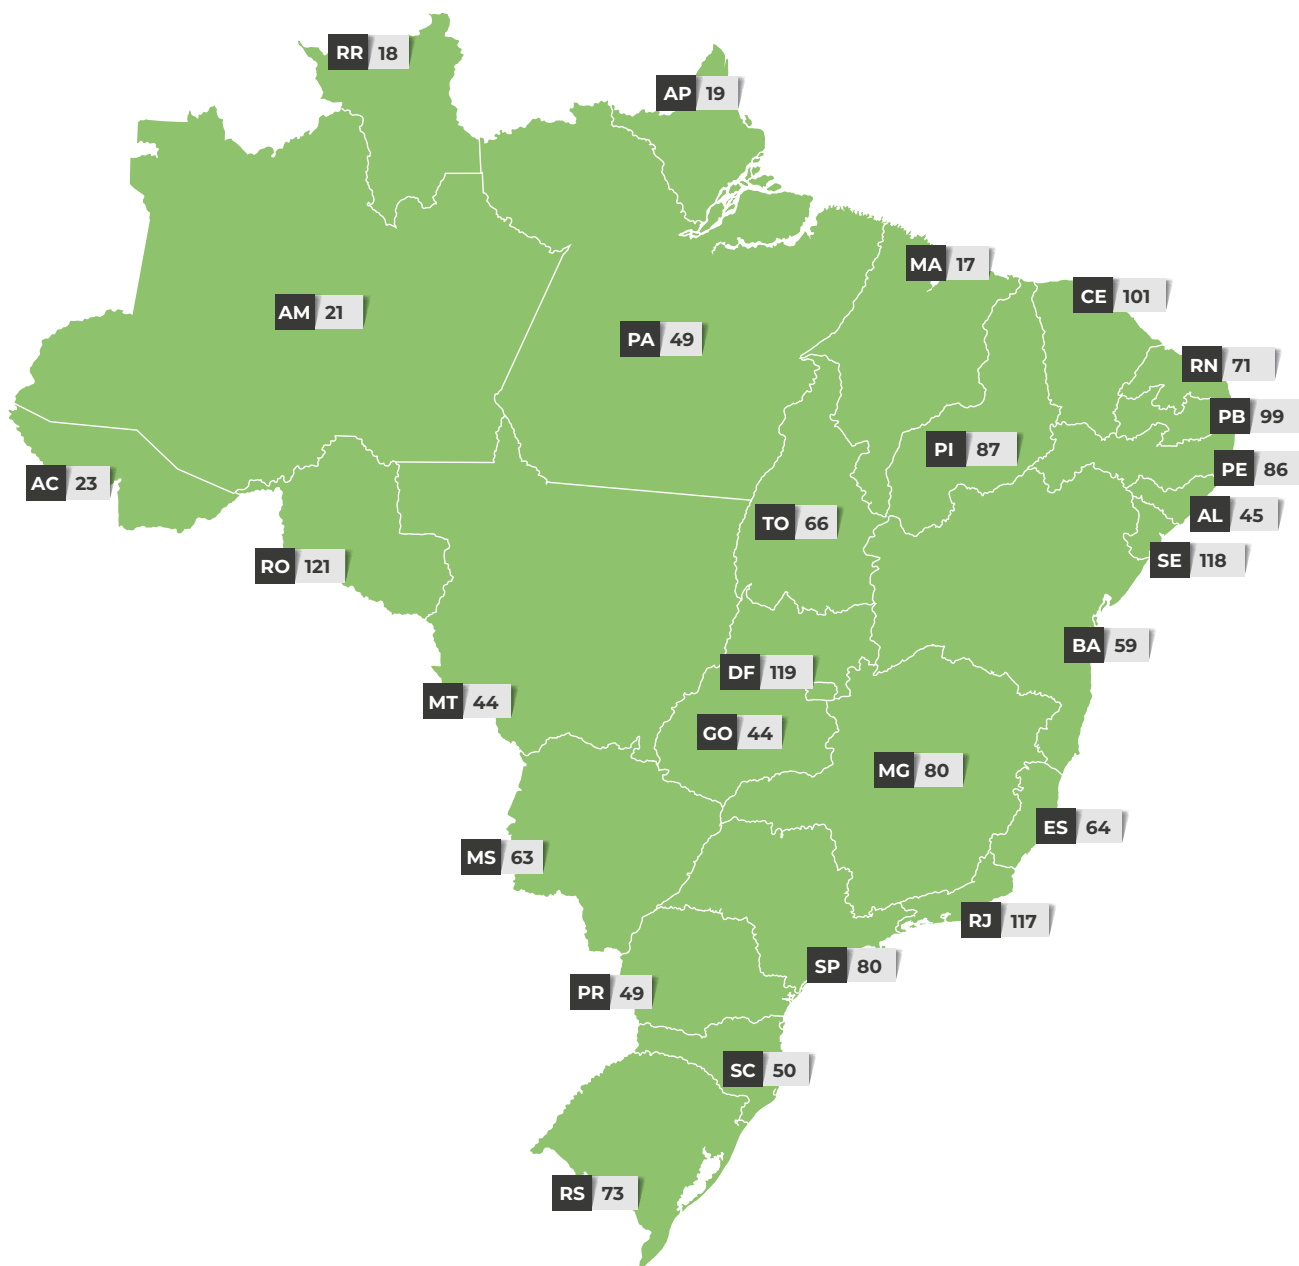 RR 18
AP 19
MA 17
CE 101
AM 21
PA 49
RN 71
PB 99
PI 87
PE 86
AC 23
AL 45
TO 66
SE 118
RO 121
BA 59
DF 119
MT 44
GO 44
MG 80
ES 64
MS 63
RJ 117
SP 80
PR 49
SC 50
RS 73